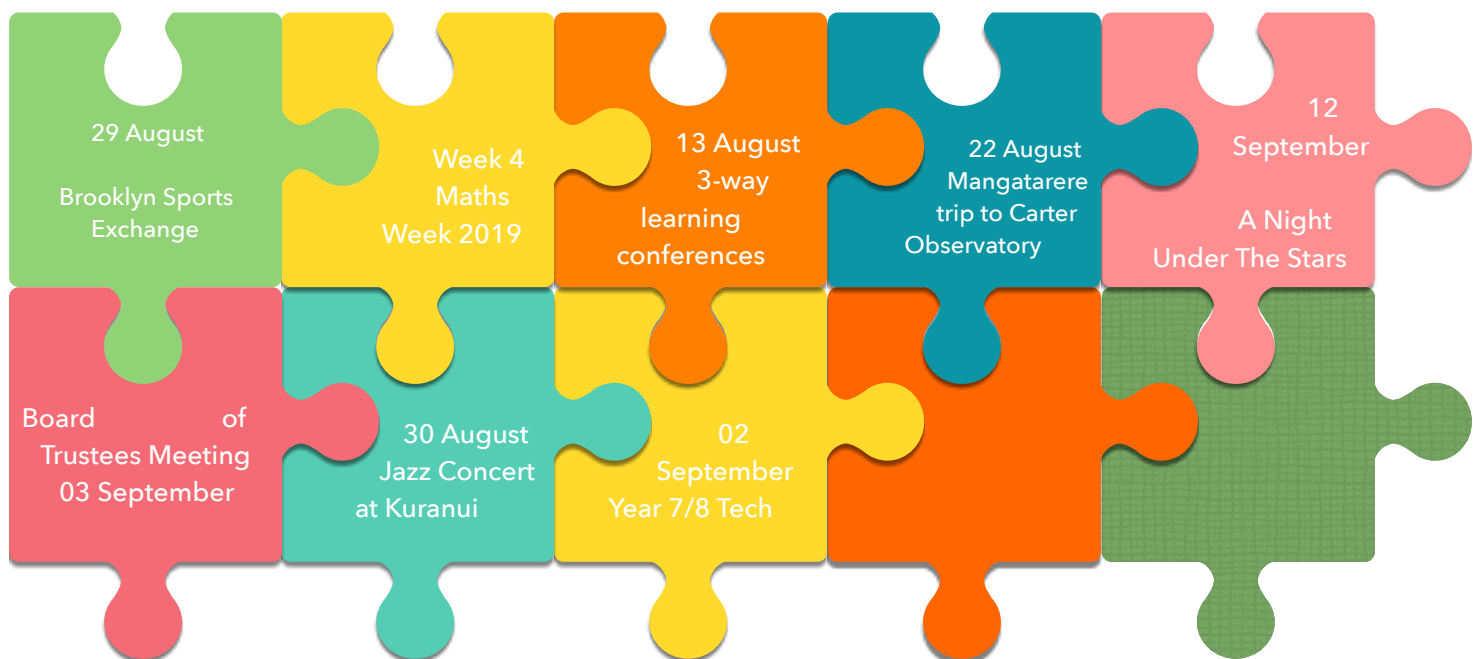 29 August
Brooklyn Sports
Exchange
Week 4
Maths
Week 2019
13 August
3-way
learning
conferences
22 August
Mangatarere
trip to Carter
Observatory
12
September
A Night
Under The Stars
Board of
Trustees Meeting
03 September
30 August
Jazz Concert
at Kuranui
02
September
Year 7/8 Tech